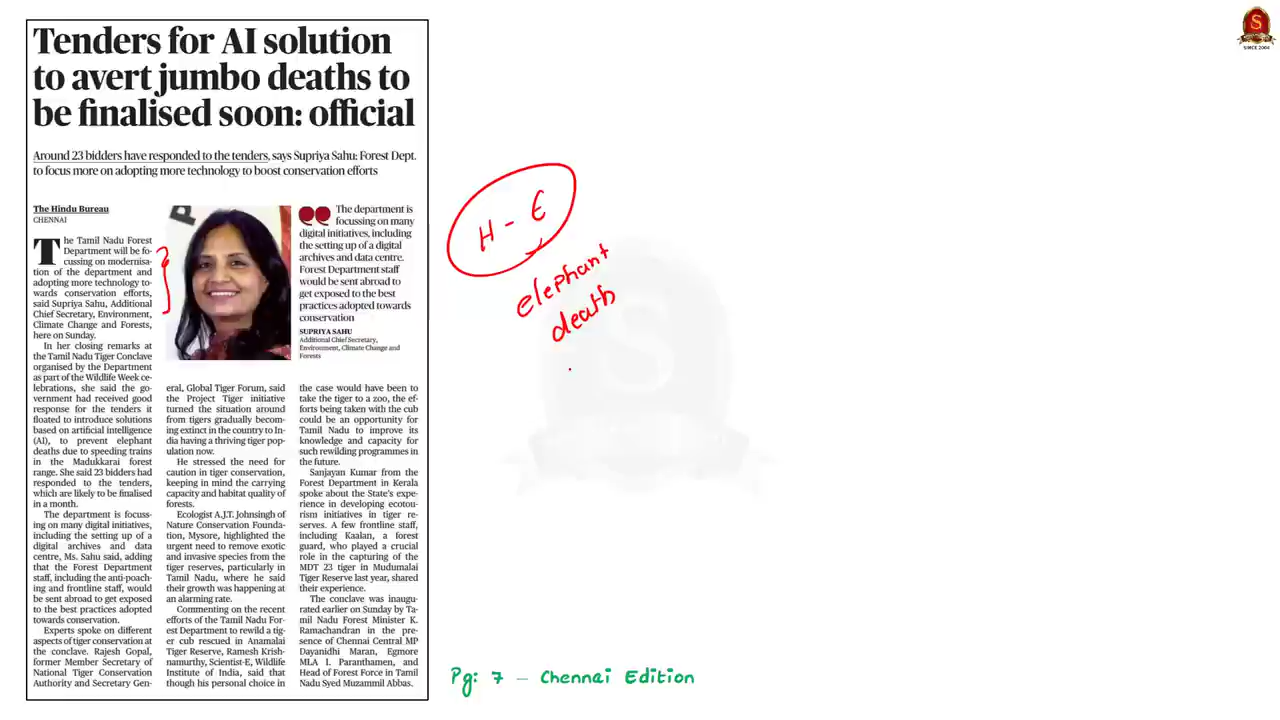 Tenders for AI solution
to avert jumbo deaths to
be finalised soon: official
Around 23 bidders have responded to the tenders, says Supriya Sahu; Forest Dept.
to focus more on adopting more technology to boost conservation efforts
The Hindu Bureau
CHENNAI
The Tamil Nadu Forest
Department will be fo-
cussing on modernisa-
tion of the department and
adopting more technology to-
wards conservation efforts,
said Supriya Sahu, Additional
Chief Secretary, Environment,
Climate Change and Forests,
here on Sunday.
In her closing remarks at
the Tamil Nadu Tiger Conclave
organised by the Department
as part of the Wildlife Week ce-
lebrations, she said the go-
vernment had received good
response for the tenders it
floated to introduce solutions
based on artificial intelligence
(AI), to prevent elephant
deaths due to speeding trains
in the Madukkarai forest
range. She said 23 bidders had
responded to the tenders,
which are likely to be finalised
in a month.
The department is focuss-
ing on many digital initiatives,
including the setting up of a
digital archives and data
centre, Ms. Sahu said, adding
that the Forest Department
staff, including the anti-poach-
ing and frontline staff, would
be sent abroad to get exposed
to the best practices adopted
towards conservation.
Experts spoke on different
aspects of tiger conservation at
the conclave. Rajesh Gopal,
former Member Secretary of
National Tiger Conservation
Authority and Secretary Gen-
The department is
focussing on many
digital initiatives, including
the setting up of a digital
archives and data centre.
Forest Department staff
would be sent abroad to
get exposed to the best
practices adopted towards
conservation
SUPRIYA SAHU
Additional Chief Secretary,
Environment, Climate Change and
Forests
eral, Global Tiger Forum, said
the Project Tiger initiative
turned the situation around
from tigers gradually becom-
ing extinct in the country to In-
dia having a thriving tiger pop-
ulation now.
He stressed the need for
caution in tiger conservation,
keeping in mind the carrying
capacity and habitat quality of
forests.
Ecologist A.J.T. Johnsingh of
Nature Conservation Founda-
tion, Mysore, highlighted the
urgent need to remove exotic
and invasive species from the
tiger reserves, particularly in
Tamil Nadu, where he said
their growth was happening at
an alarming rate.
Commenting on the recent
efforts of the Tamil Nadu For-
est Department to rewild a tig-
er cub rescued in Anamalai
Tiger Reserve, Ramesh Krish-
namurthy, Scientist-E, Wildlife
Institute of India, said that
though his personal choice in
the case would have been to
take the tiger to a zoo, the ef-
forts being taken with the cub
could be an opportunity for
Tamil Nadu to improve its
knowledge and capacity for
such rewilding programmes in
the future.
Sanjayan Kumar from the
Forest Department in Kerala
spoke about the State's expe-
rience in developing ecotou-
rism initiatives in tiger re-
serves. A few frontline staff,
including Kaalan, a forest
guard, who played a crucial
role in the capturing of the
MDT 23 tiger in Mudumalai
Tiger Reserve last year, shared
their experience.
The conclave was inaugu-
rated earlier on Sunday by Ta-
mil Nadu Forest Minister K.
Ramachandran in the pre-
sence of Chennai Central MP
Dayanidhi Maran, Egmore
MLA I. Paranthamen, and
Head of Forest Force in Tamil
Nadu Syed Muzammil Abbas.
H - E
elephant
death
Pg: 7 – Chennai Edition
S
SINCE 2004